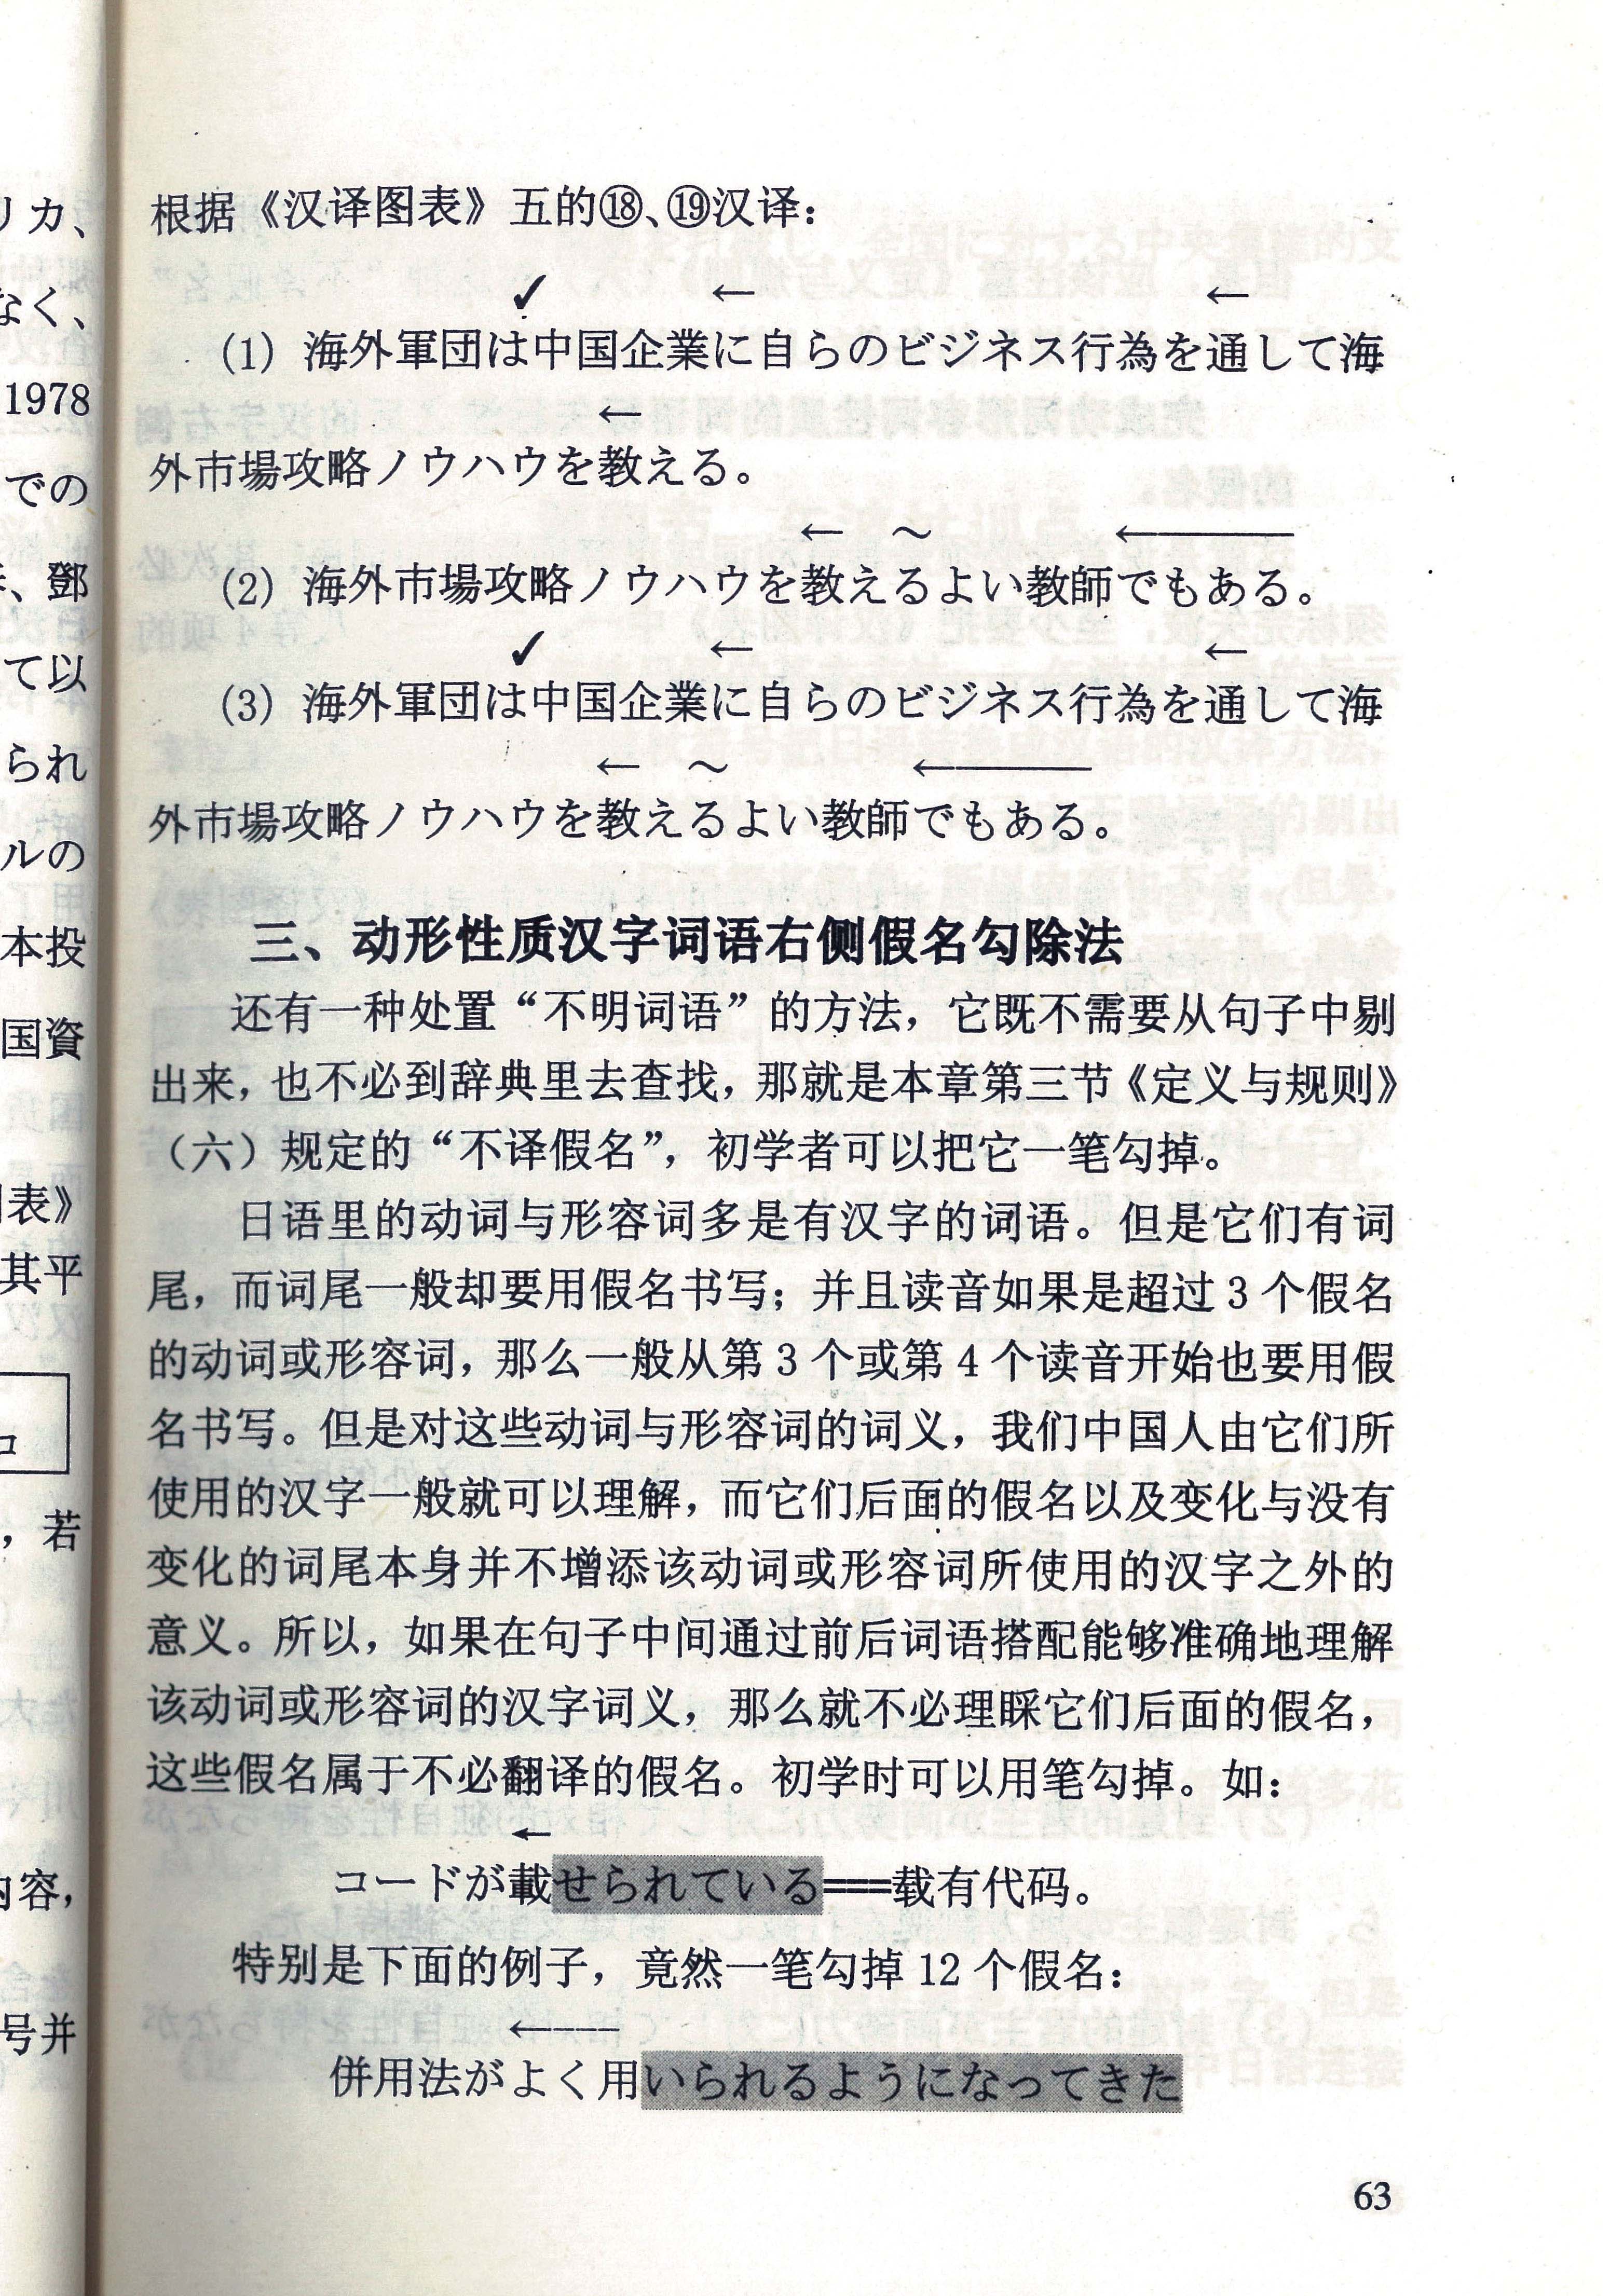 根据《汉译图表》五的⑱、⑲汉译：
✓ ← ←
(1) 海外軍団は中国企業に自らのビジネス行為を通して海
←
外市場攻略ノウハウを教える。
← ～ ←
(2) 海外市場攻略ノウハウを教えるよい教師でもある。
✓ ← ←
(3) 海外軍団は中国企業に自らのビジネス行為を通して海
← ～ ←
外市場攻略ノウハウを教えるよい教師でもある。
三、动形性质汉字词语右侧假名勾除法
还有一种处置“不明词语”的方法，它既不需要从句子中剔
出来，也不必到辞典里去查找，那就是本章第三节《定义与规则》
（六）规定的“不译假名”，初学者可以把它一笔勾掉。
日语里的动词与形容词多是有汉字的词语。但是它们有词
尾，而词尾一般却要用假名书写；并且读音如果是超过 3 个假名
的动词或形容词，那么一般从第 3 个或第 4 个读音开始也要用假
名书写。但是对这些动词与形容词的词义，我们中国人由它们所
使用的汉字一般就可以理解，而它们后面的假名以及变化与没有
变化的词尾本身并不增添该动词或形容词所使用的汉字之外的
意义。所以，如果在句子中间通过前后词语搭配能够准确地理解
该动词或形容词的汉字词义，那么就不必理睬它们后面的假名，
这些假名属于不必翻译的假名。初学时可以用笔勾掉。如：
←
コードが載せられている===载有代码。
特别是下面的例子，竟然一笔勾掉 12 个假名：
←
併用法がよく用いられるようになってきた
63
リカ、
なく、
1978
での
、鄧
て以
られ
ルの
本投
国資
表》
其平
コ
，若
内容，
号并